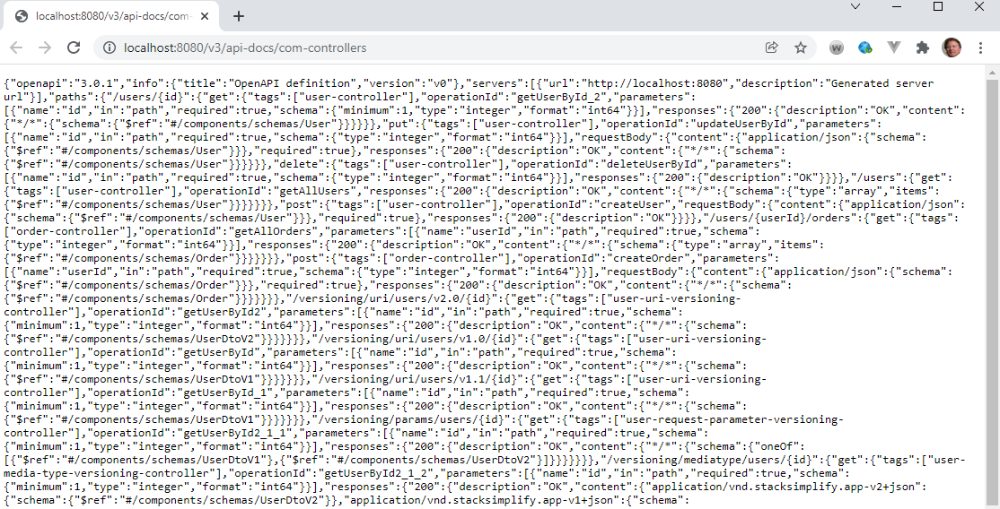 localhost:8080/v3/api-docs/com-
localhost:8080/v3/api-docs/com-controllers
{"openapi":"3.0.1","info":{"title":"OpenAPI definition","version":"v0"},"servers":[{"url":"http://localhost:8080","description":"Generated server
url"}],"paths":{"/users/{id}":{"get":{"tags":["user-controller"],"operationId":"getUserById_2","parameters":
[{"name":"id","in":"path","required":true,"schema":{"minimum":1,"type":"integer","format":"int64"}}],"responses":{"200":{"description":"OK","content":
{"*/*":{"schema":{"$ref":"#/components/schemas/User"}}}}}},"put":{"tags":["user-controller"],"operationId":"updateUserById","parameters":
[{"name":"id","in":"path","required":true,"schema":{"type":"integer","format":"int64"}}],"requestBody":{"content":{"application/json":{"schema":
{"$ref":"#/components/schemas/User"}}},"required":true},"responses":{"200":{"description":"OK","content":{"*/*":{"schema":
{"$ref":"#/components/schemas/User"}}}}}},"delete":{"tags":["user-controller"],"operationId":"deleteUserById","parameters":
[{"name":"id","in":"path","required":true,"schema":{"type":"integer","format":"int64"}}],"responses":{"200":{"description":"OK"}}}},"/users":{"get":
{"tags":["user-controller"],"operationId":"getAllUsers","responses":{"200":{"description":"OK","content":{"*/*":{"schema":{"type":"array","items":
{"$ref":"#/components/schemas/User"}}}}}}},"post":{"tags":["user-controller"],"operationId":"createUser","requestBody":{"content":{"application/json":
{"schema":{"$ref":"#/components/schemas/User"}}},"required":true},"responses":{"200":{"description":"OK"}}}},"/users/{userId}/orders":{"get":{"tags":
["order-controller"],"operationId":"getAllOrders","parameters":[{"name":"userId","in":"path","required":true,"schema":
{"type":"integer","format":"int64"}}],"responses":{"200":{"description":"OK","content":{"*/*":{"schema":{"type":"array","items":
{"$ref":"#/components/schemas/Order"}}}}}}},"post":{"tags":["order-controller"],"operationId":"createOrder","parameters":
[{"name":"userId","in":"path","required":true,"schema":{"type":"integer","format":"int64"}}],"requestBody":{"content":{"application/json":{"schema":
{"$ref":"#/components/schemas/Order"}}},"required":true},"responses":{"200":{"description":"OK","content":{"*/*":{"schema":
{"$ref":"#/components/schemas/Order"}}}}}}},"/versioning/uri/users/v2.0/{id}":{"get":{"tags":["user-uri-versioning-
controller"],"operationId":"getUserById2","parameters":[{"name":"id","in":"path","required":true,"schema":
{"minimum":1,"type":"integer","format":"int64"}}],"responses":{"200":{"description":"OK","content":{"*/*":{"schema":
{"$ref":"#/components/schemas/UserDtoV2"}}}}}}},"/versioning/uri/users/v1.0/{id}":{"get":{"tags":["user-uri-versioning-
controller"],"operationId":"getUserById","parameters":[{"name":"id","in":"path","required":true,"schema":
{"minimum":1,"type":"integer","format":"int64"}}],"responses":{"200":{"description":"OK","content":{"*/*":{"schema":
{"$ref":"#/components/schemas/UserDtoV1"}}}}}}},"/versioning/uri/users/v1.1/{id}":{"get":{"tags":["user-uri-versioning-
controller"],"operationId":"getUserById_1","parameters":[{"name":"id","in":"path","required":true,"schema":
{"minimum":1,"type":"integer","format":"int64"}}],"responses":{"200":{"description":"OK","content":{"*/*":{"schema":
{"$ref":"#/components/schemas/UserDtoV1"}}}}}}},"/versioning/params/users/{id}":{"get":{"tags":["user-request-parameter-versioning-
controller"],"operationId":"getUserById2_1_1","parameters":[{"name":"id","in":"path","required":true,"schema":
{"minimum":1,"type":"integer","format":"int64"}}],"responses":{"200":{"description":"OK","content":{"*/*":{"schema":{"oneOf":
[{"$ref":"#/components/schemas/UserDtoV1"},{"$ref":"#/components/schemas/UserDtoV2"}]}}}}}}},"/versioning/mediatype/users/{id}":{"get":{"tags":["user-
media-type-versioning-controller"],"operationId":"getUserById2_1_2","parameters":[{"name":"id","in":"path","required":true,"schema":
{"minimum":1,"type":"integer","format":"int64"}}],"responses":{"200":{"description":"OK","content":{"application/vnd.stacksimplify.app-v2+json":
{"schema":{"$ref":"#/components/schemas/UserDtoV2"}},"application/vnd.stacksimplify.app-v1+json":{"schema":